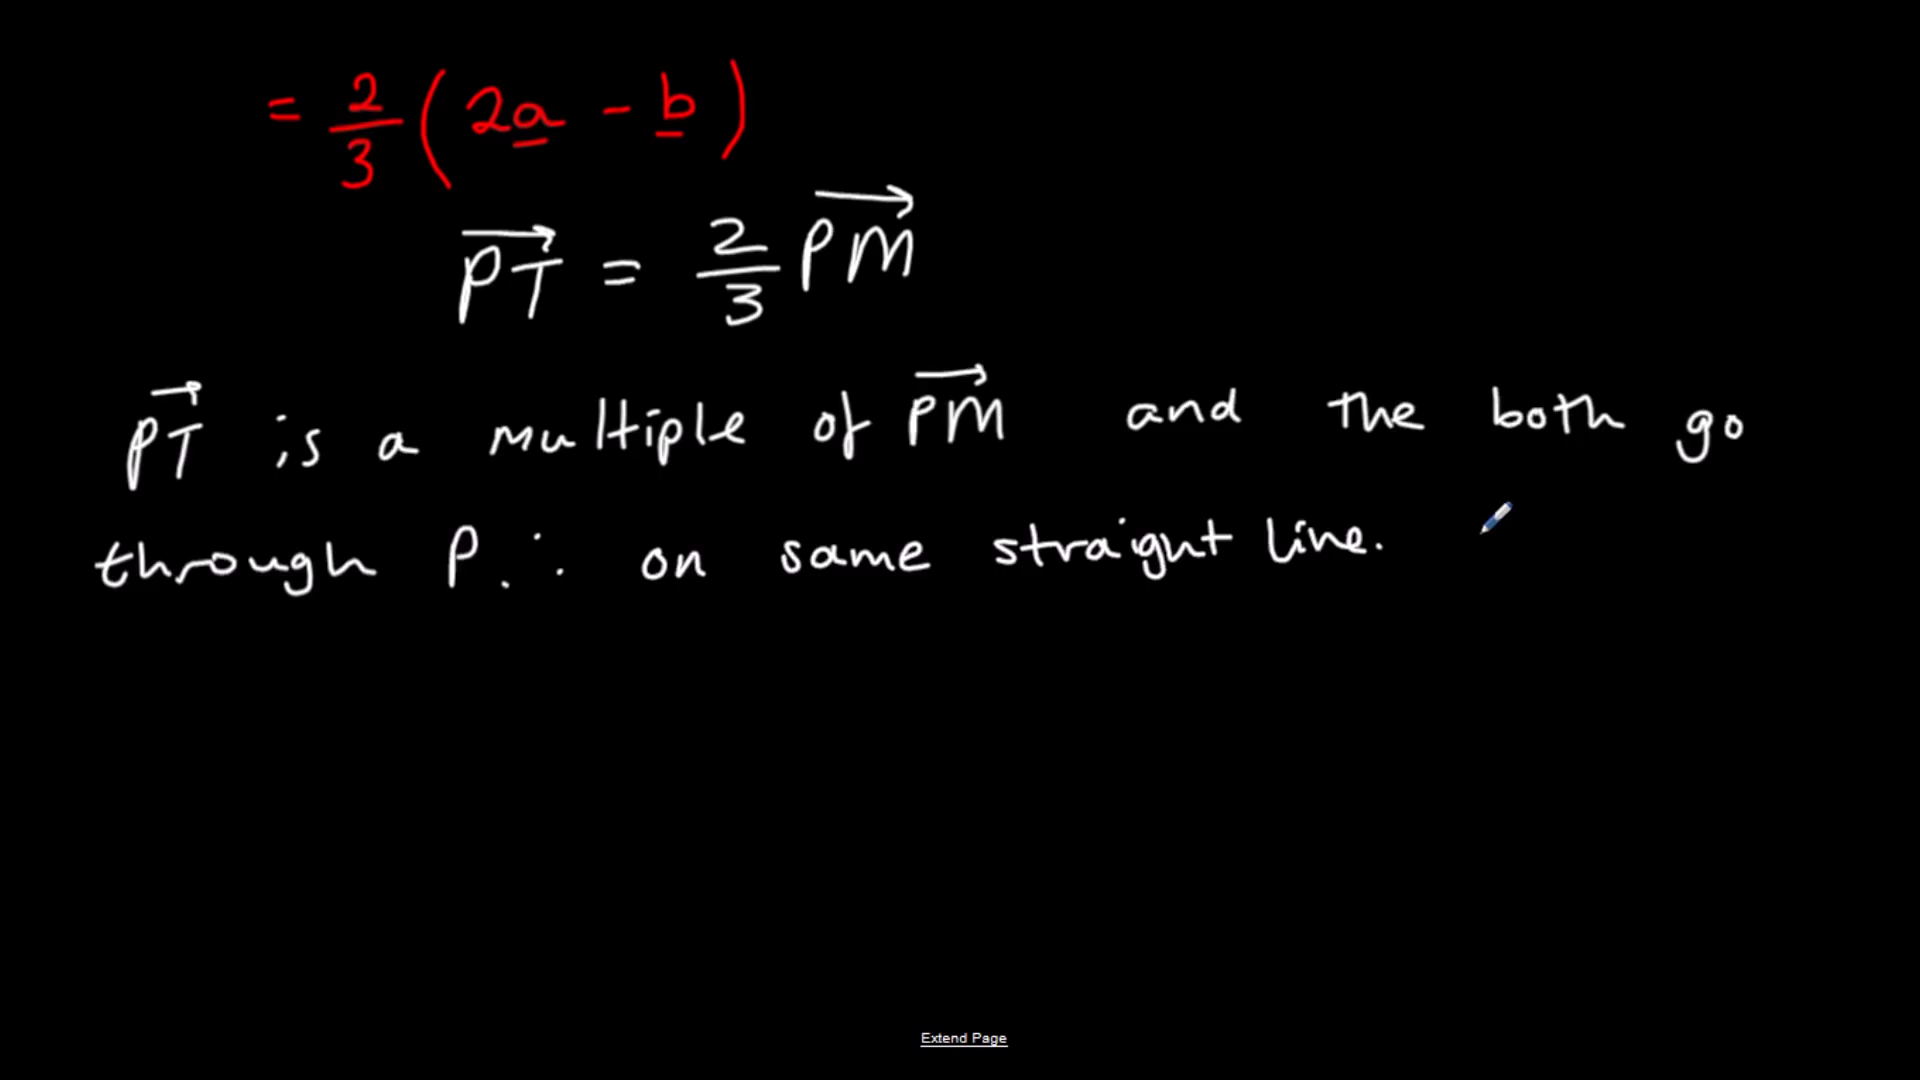 = 2/3 (2a - b)
PT = 2/3 PM
PT is a multiple of PM and the both go
through P. ∴ on same straight line.
Extend Page